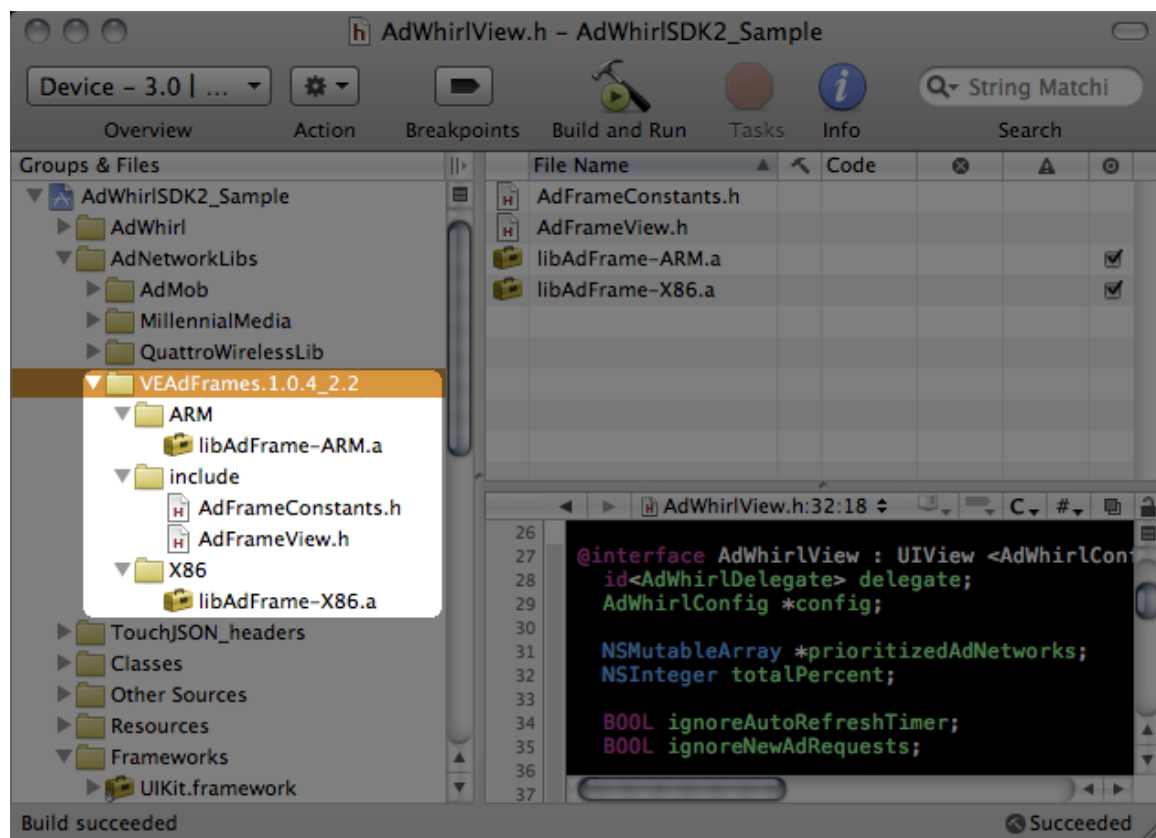 AdWhirlView.h – AdWhirlSDK2_Sample
Device – 3.0 | ...
String Matchi
Overview
Action
Breakpoints
Build and Run
Tasks
Info
Search
Groups & Files
AdWhirlSDK2_Sample
AdWhirl
AdNetworkLibs
AdMob
MillennialMedia
QuattroWirelessLib
VEAdFrames.1.0.4_2.2
ARM
libAdFrame-ARM.a
include
AdFrameConstants.h
AdFrameView.h
X86
libAdFrame-X86.a
TouchJSON_headers
Classes
Other Sources
Resources
Frameworks
UIKit.framework
File Name
Code
AdFrameConstants.h
AdFrameView.h
libAdFrame-ARM.a
libAdFrame-X86.a
AdWhirlView.h:32:18
C
#
26
27 @interface AdWhirlView : UIView <AdWhirlConf
28 id<AdWhirlDelegate> delegate;
29 AdWhirlConfig *config;
30
31 NSMutableArray *prioritizedAdNetworks;
32 NSInteger totalPercent;
33
34 BOOL ignoreAutoRefreshTimer;
35 BOOL ignoreNewAdRequests;
36
37
Build succeeded
Succeeded